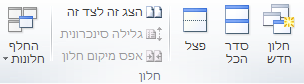 חלון חדש
סדר הכל
פצל
הצג זה לצד זה
גלילה סינכרונית
אפס מיקום חלון
החלף חלונות
חלון